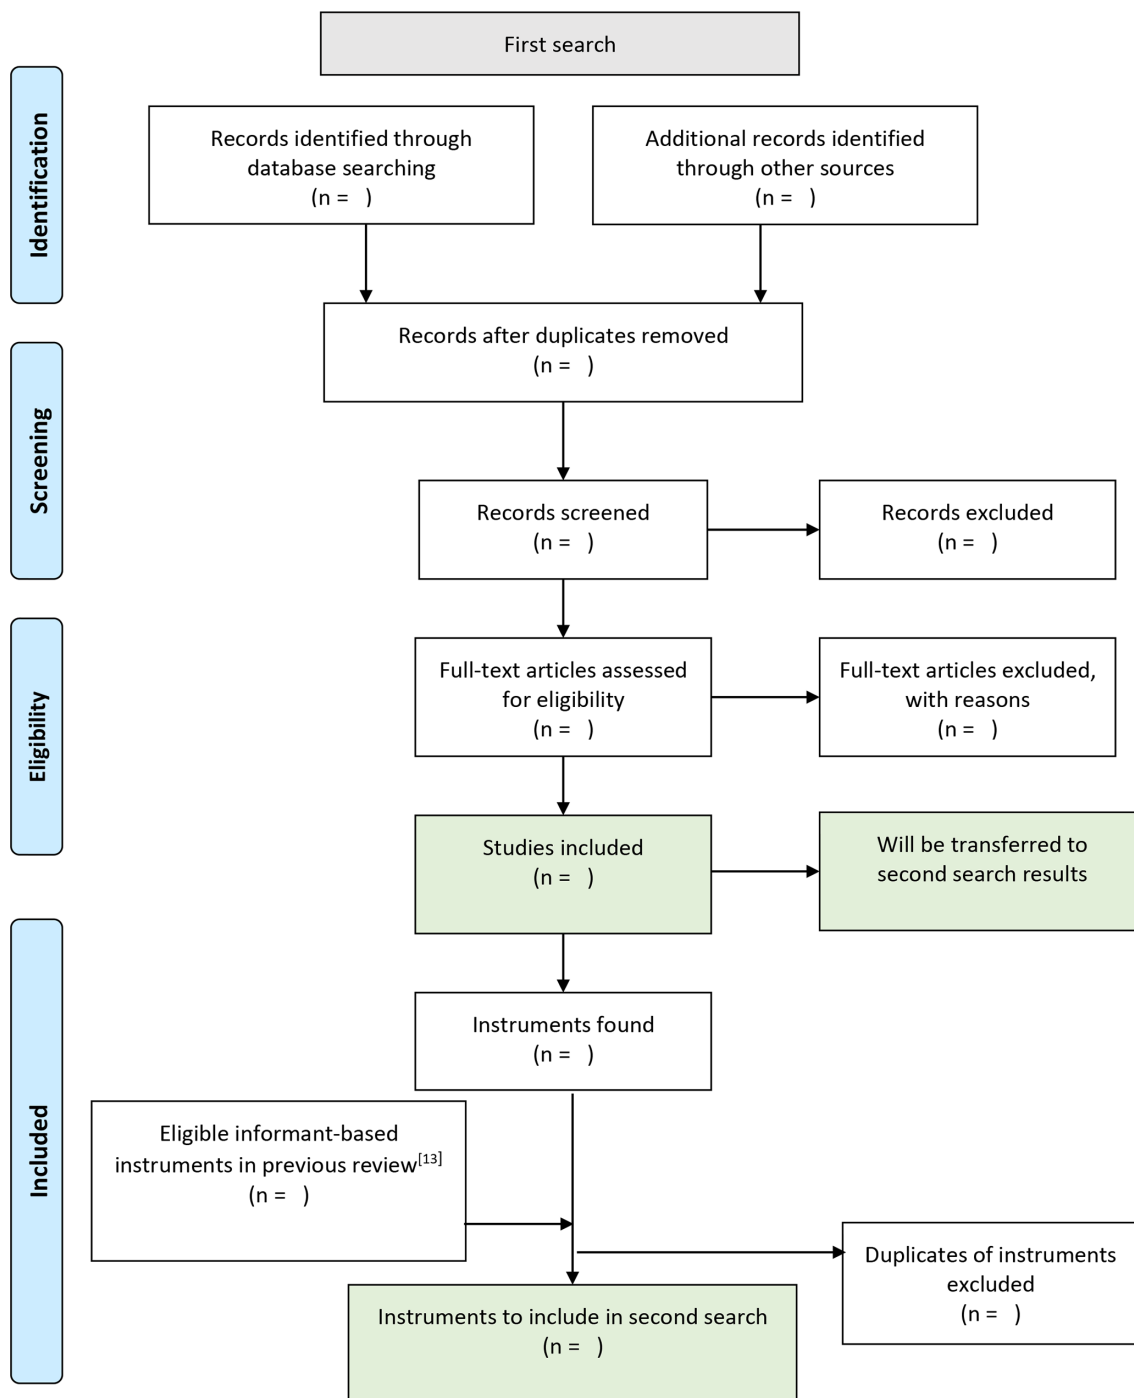 First search
Identification
Records identified through
database searching
(n =   )
Additional records identified
through other sources
(n =   )
Records after duplicates removed
(n =   )
Screening
Records screened
(n =   )
Records excluded
(n =   )
Eligibility
Full-text articles assessed
for eligibility
(n =   )
Full-text articles excluded,
with reasons
(n =   )
Studies included
(n =   )
Will be transferred to
second search results
Included
Instruments found
(n =   )
Eligible informant-based
instruments in previous review[13]
(n =   )
Duplicates of instruments
excluded
(n =   )
Instruments to include in second search
(n =   )